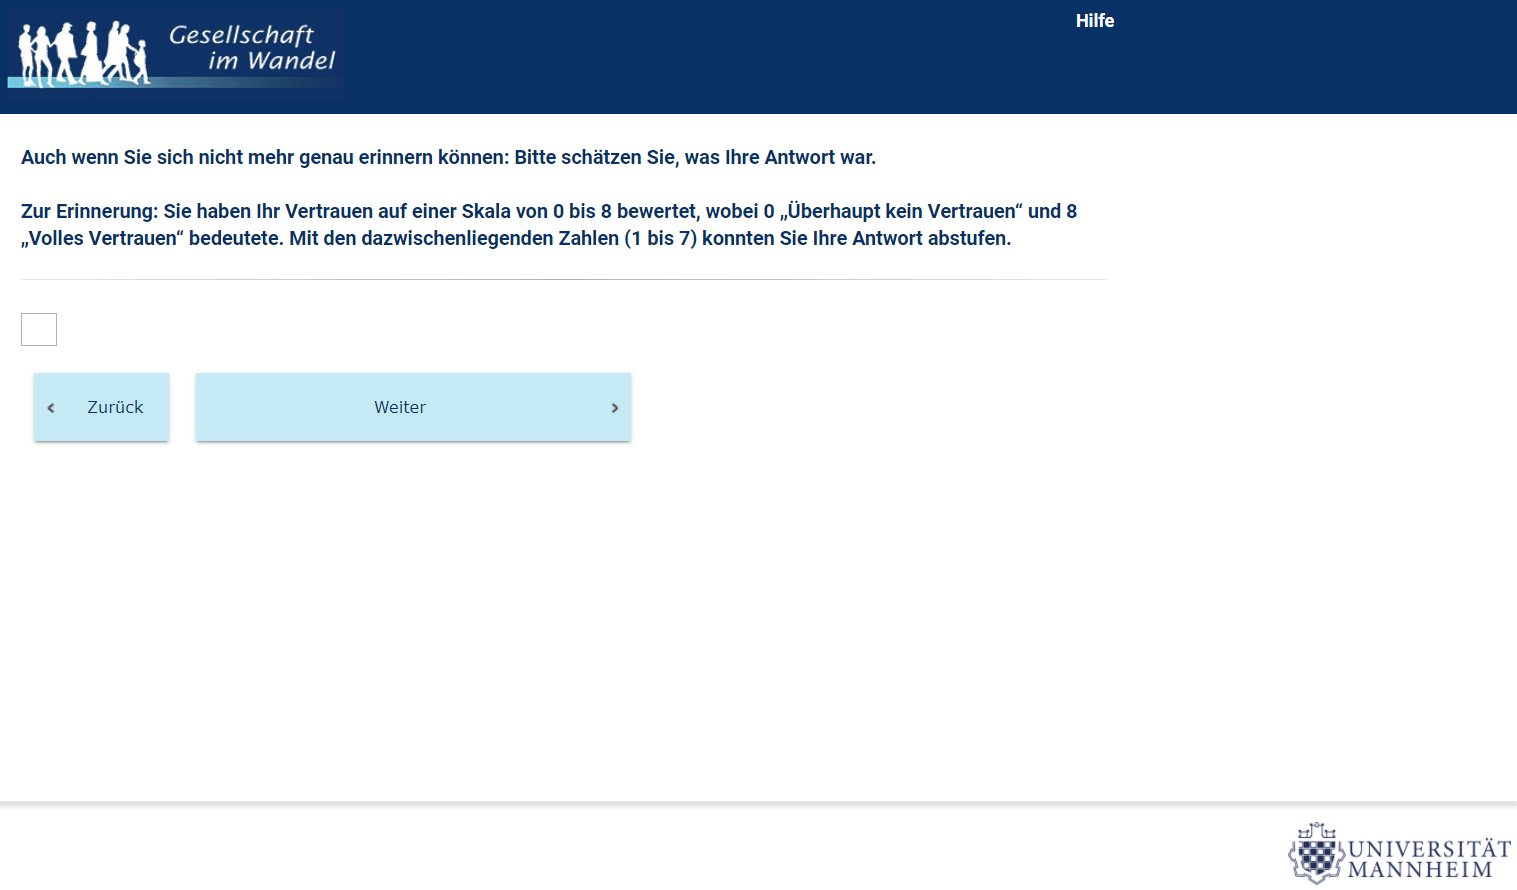 Gesellschaft
im Wandel
Hilfe
Auch wenn Sie sich nicht mehr genau erinnern können: Bitte schätzen Sie, was Ihre Antwort war.
Zur Erinnerung: Sie haben Ihr Vertrauen auf einer Skala von 0 bis 8 bewertet, wobei 0 „Überhaupt kein Vertrauen“ und 8
„Volles Vertrauen“ bedeutete. Mit den dazwischenliegenden Zahlen (1 bis 7) konnten Sie Ihre Antwort abstufen.
Zurück
Weiter
UNIVERSITÄT
MANNHEIM